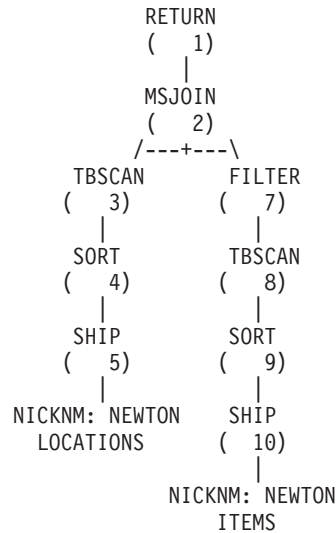 RETURN
( 1)
|
MSJOIN
( 2)
/---+---\
TBSCAN FILTER
( 3) ( 7)
| |
SORT TBSCAN
( 4) ( 8)
| |
SHIP SORT
( 5) ( 9)
| |
NICKNM: NEWTON SHIP
LOCATIONS ( 10)
|
NICKNM: NEWTON
ITEMS